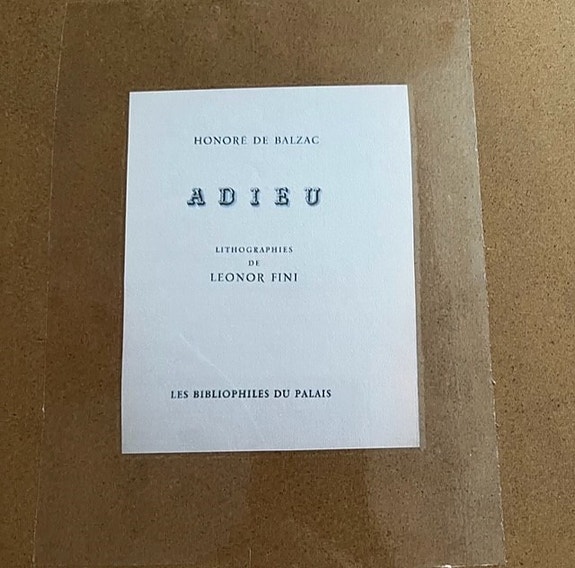 HONORÉ DE BALZAC
ADIEU
LITHOGRAPHIES
DE
LEONOR FINI
LES BIBLIOPHILES DU PALAIS